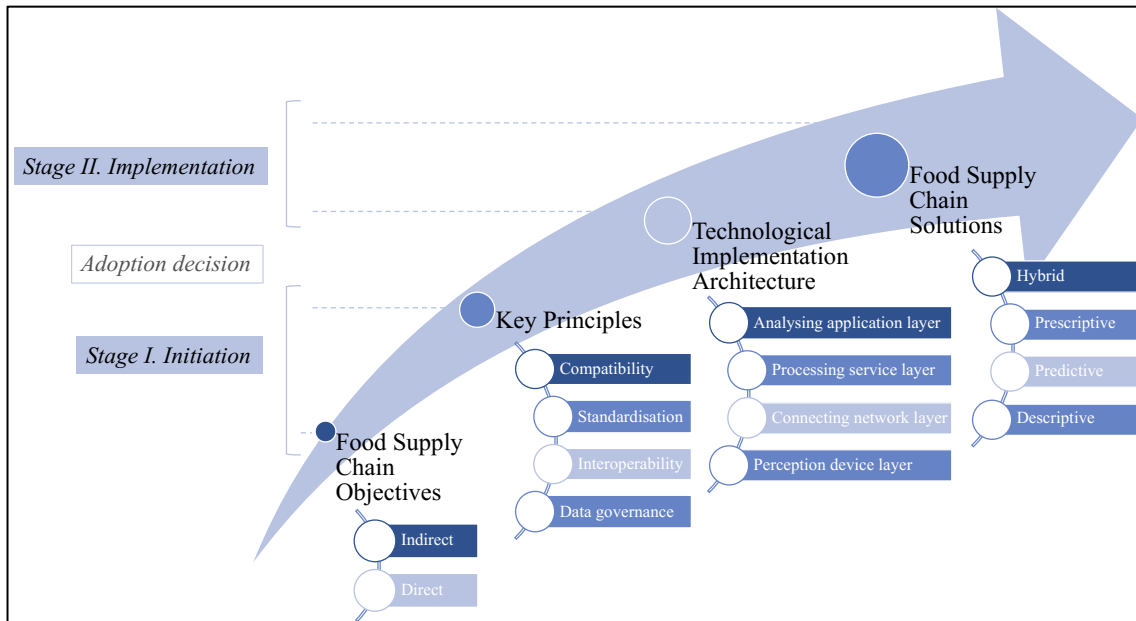 Stage II. Implementation
Adoption decision
Stage I. Initiation
Food Supply
Chain
Objectives
Indirect
Direct
Key Principles
Compatibility
Standardisation
Interoperability
Data governance
Technological
Implementation
Architecture
Analysing application layer
Processing service layer
Connecting network layer
Perception device layer
Food Supply
Chain
Solutions
Hybrid
Prescriptive
Predictive
Descriptive